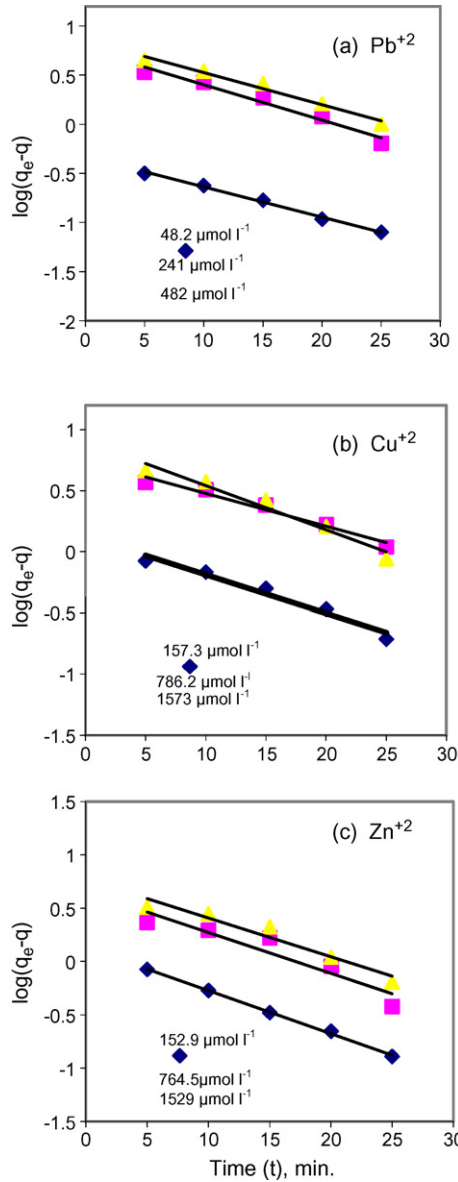 (a) Pb+2
1
0.5
0
-0.5
-1
-1.5
-2
log(qe-q)
48.2 µmol l-1
241 µmol l-1
482 µmol l-1
0 5 10 15 20 25 30
(b) Cu+2
1
0.5
0
-0.5
-1
-1.5
log(qe-q)
157.3 µmol l-1
786.2 µmol l-l
1573 µmol l-1
0 5 10 15 20 25 30
1.5
(c) Zn+2
1
0.5
0
-0.5
-1
-1.5
log(qe-q)
152.9 µmol l-1
764.5µmol l-1
1529 µmol l-1
0 5 10 15 20 25 30
Time (t), min.